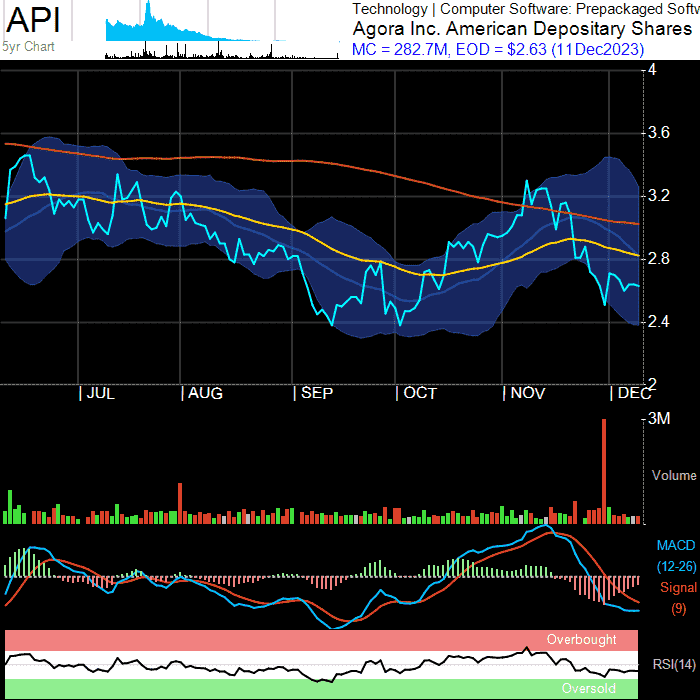 API
5yr Chart
Technology | Computer Software: Prepackaged Softw
Agora Inc. American Depositary Shares
MC = 282.7M, EOD = $2.63 (11Dec2023)
4
3.6
3.2
2.8
2.4
2
| JUL | AUG | SEP | OCT | NOV | DEC
3M
Volume
MACD
(12-26)
Signal
(9)
Overbought
RSI(14)
Oversold